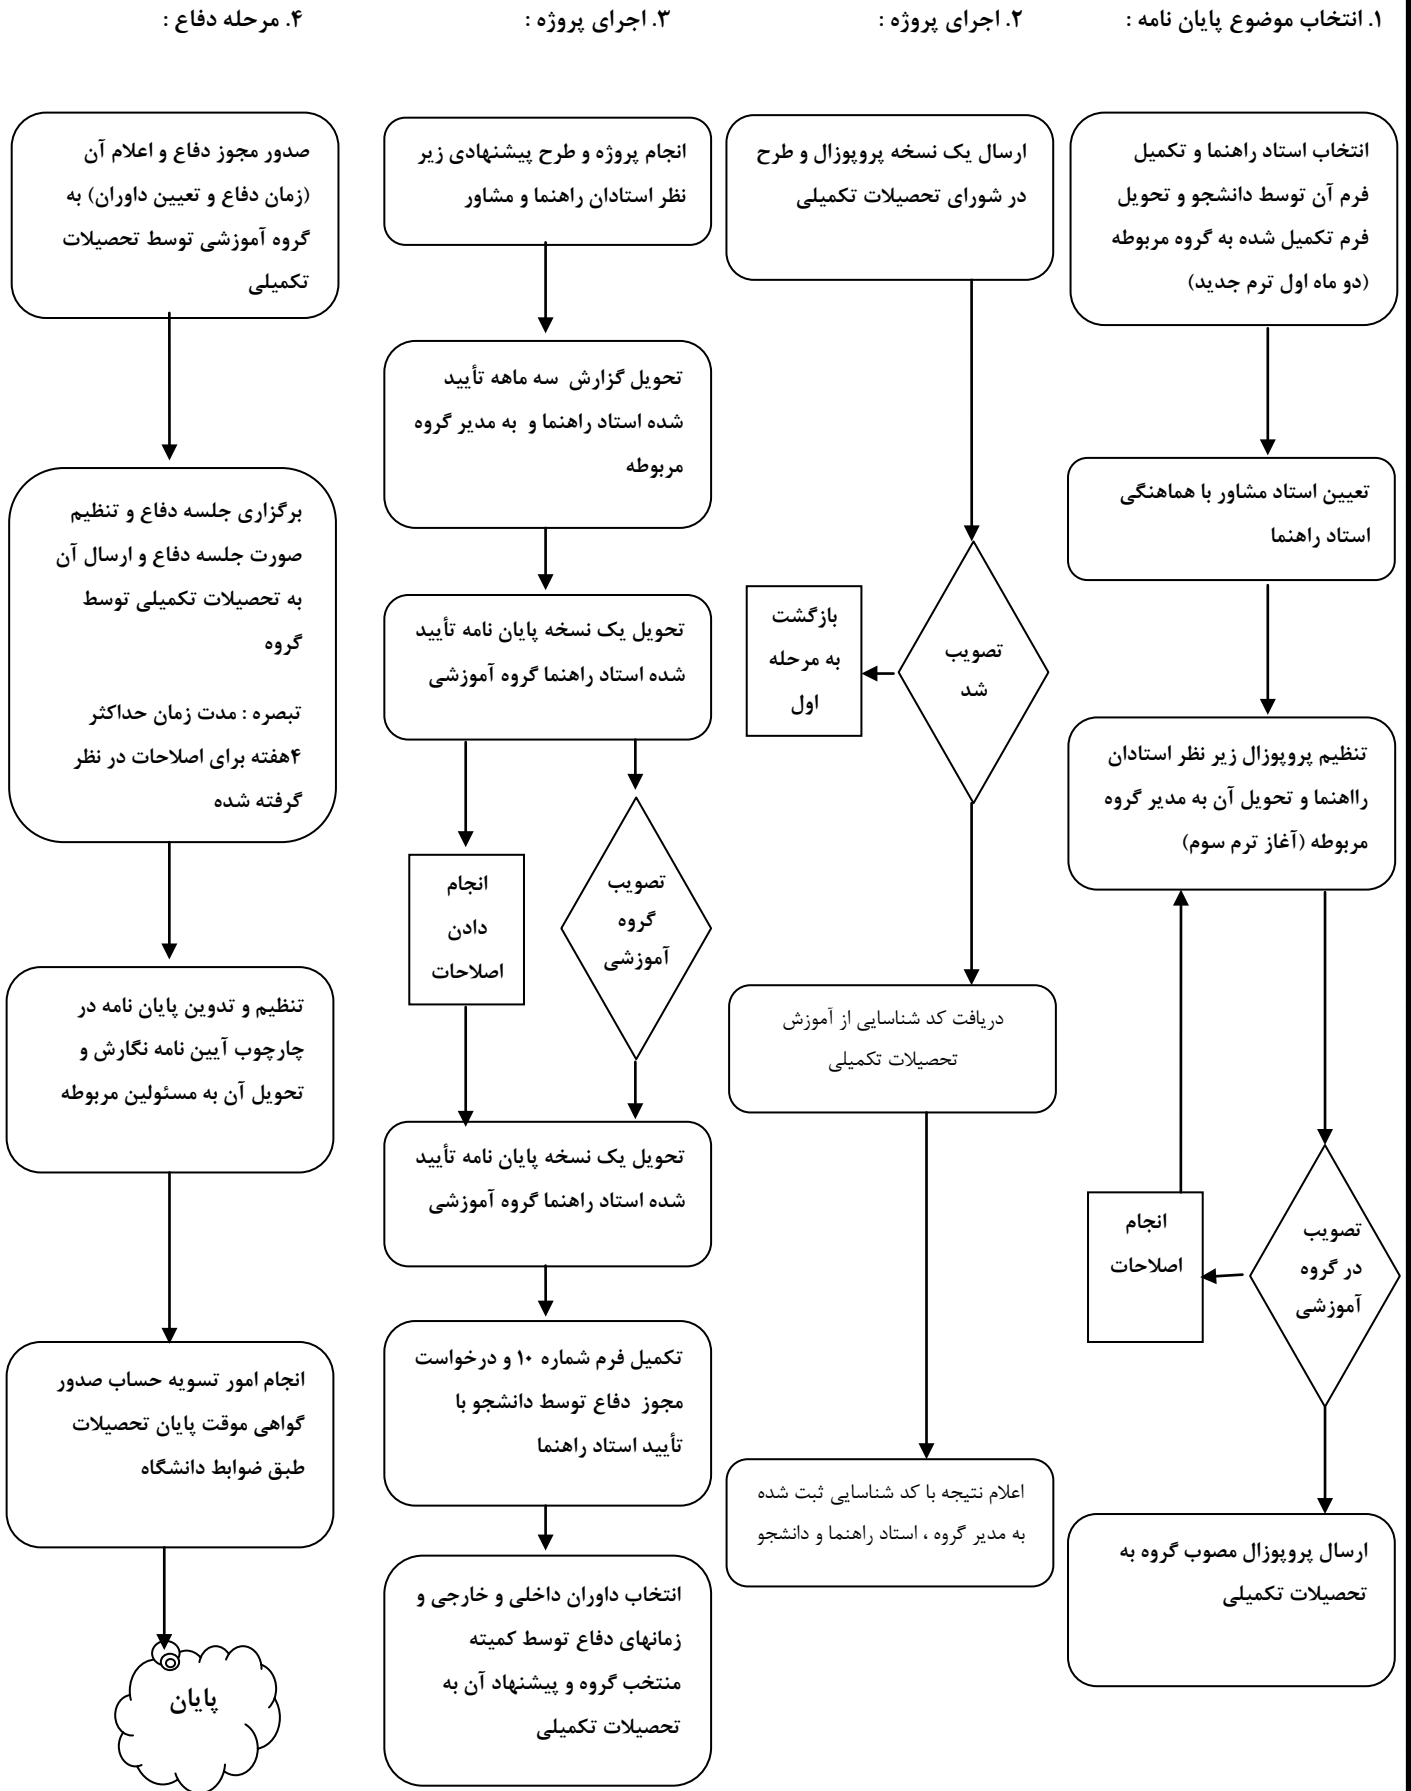 ۱. انتخاب موضوع پایان نامه :
انتخاب استاد راهنما و تکمیل
فرم آن توسط دانشجو و تحویل
فرم تکمیل شده به گروه مربوطه
(دو ماه اول ترم جدید)
تعیین استاد مشاور با هماهنگی
استاد راهنما
تنظیم پروپوزال زیر نظر استادان
رااهنما و تحویل آن به مدیر گروه
مربوطه (آغاز ترم سوم)
تصویب
در گروه
آموزشی
انجام
اصلاحات
ارسال پروپوزال مصوب گروه به
تحصیلات تکمیلی
۲. اجرای پروژه :
ارسال یک نسخه پروپوزال و طرح
در شورای تحصیلات تکمیلی
تصویب
شد
بازگشت
به مرحله
اول
دریافت کد شناسایی از آموزش
تحصیلات تکمیلی
اعلام نتیجه با کد شناسایی ثبت شده
به مدیر گروه ، استاد راهنما و دانشجو
۳. اجرای پروژه :
انجام پروژه و طرح پیشنهادی زیر
نظر استادان راهنما و مشاور
تحویل گزارش سه ماهه تأیید
شده استاد راهنما و به مدیر گروه
مربوطه
تحویل یک نسخه پایان نامه تأیید
شده استاد راهنما گروه آموزشی
تصویب
گروه
آموزشی
انجام
دادن
اصلاحات
تحویل یک نسخه پایان نامه تأیید
شده استاد راهنما گروه آموزشی
تکمیل فرم شماره ۱۰ و درخواست
مجوز دفاع توسط دانشجو با
تأیید استاد راهنما
انتخاب داوران داخلی و خارجی و
زمانهای دفاع توسط کمیته
منتخب گروه و پیشنهاد آن به
تحصیلات تکمیلی
۴. مرحله دفاع :
صدور مجوز دفاع و اعلام آن
(زمان دفاع و تعیین داوران) به
گروه آموزشی توسط تحصیلات
تکمیلی
برگزاری جلسه دفاع و تنظیم
صورت جلسه دفاع و ارسال آن
به تحصیلات تکمیلی توسط
گروه
تبصره : مدت زمان حداکثر
۴هفته برای اصلاحات در نظر
گرفته شده
تنظیم و تدوین پایان نامه در
چارچوب آیین نامه نگارش و
تحویل آن به مسئولین مربوطه
انجام امور تسویه حساب صدور
گواهی موقت پایان تحصیلات
طبق ضوابط دانشگاه
پایان